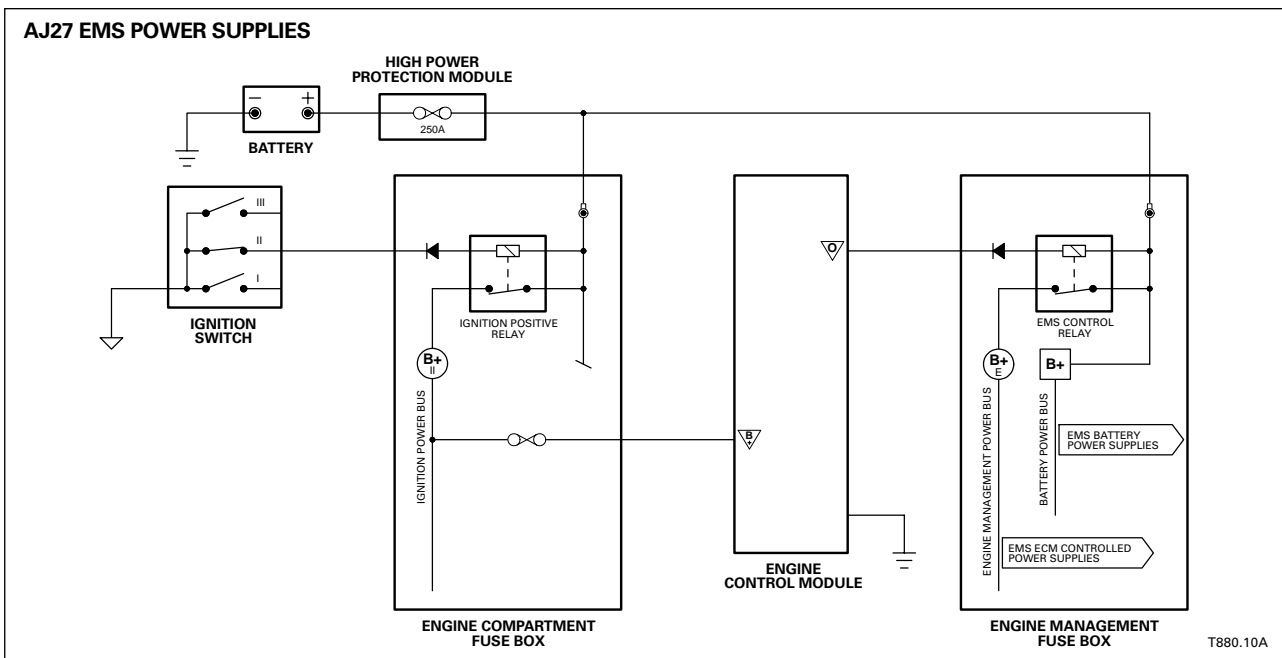 AJ27 EMS POWER SUPPLIES
HIGH POWER
PROTECTION MODULE
250A
BATTERY
III
II
I
IGNITION
SWITCH
IGNITION POSITIVE
RELAY
B+
II
IGNITION POWER BUS
ENGINE COMPARTMENT
FUSE BOX
O
B
+
ENGINE
CONTROL MODULE
EMS CONTROL
RELAY
B+
E
B+
ENGINE MANAGEMENT POWER BUS
BATTERY POWER BUS
EMS BATTERY
POWER SUPPLIES
EMS ECM CONTROLLED
POWER SUPPLIES
ENGINE MANAGEMENT
FUSE BOX
T880.10A